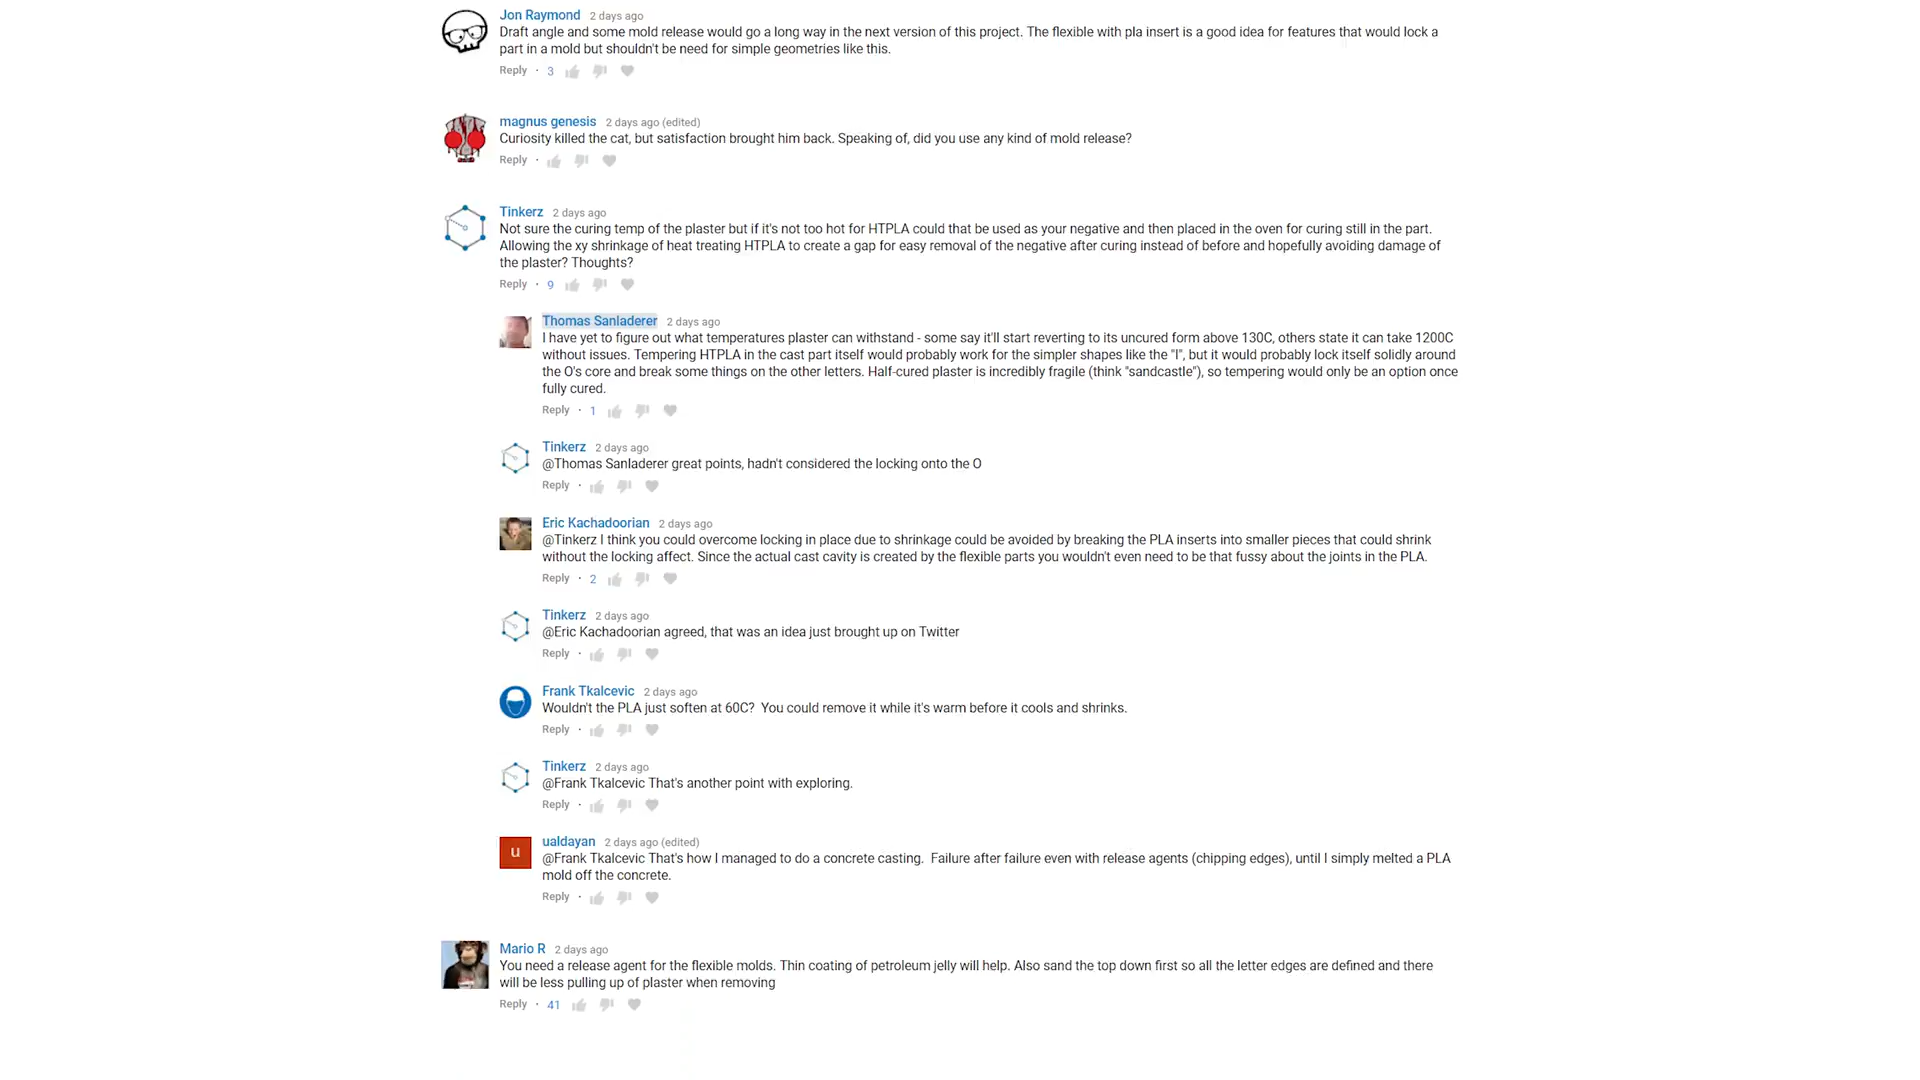 Jon Raymond 2 days ago
Draft angle and some mold release would go a long way in the next version of this project. The flexible with pla insert is a good idea for features that would lock a
part in a mold but shouldn't be need for simple geometries like this.
Reply · 3
magnus genesis 2 days ago (edited)
Curiosity killed the cat, but satisfaction brought him back. Speaking of, did you use any kind of mold release?
Reply ·
Tinkerz 2 days ago
Not sure the curing temp of the plaster but if it's not too hot for HTPLA could that be used as your negative and then placed in the oven for curing still in the part.
Allowing the xy shrinkage of heat treating HTPLA to create a gap for easy removal of the negative after curing instead of before and hopefully avoiding damage of
the plaster? Thoughts?
Reply · 9
Thomas Sanladerer 2 days ago
I have yet to figure out what temperatures plaster can withstand - some say it'll start reverting to its uncured form above 130C, others state it can take 1200C
without issues. Tempering HTPLA in the cast part itself would probably work for the simpler shapes like the "I", but it would probably lock itself solidly around
the O's core and break some things on the other letters. Half-cured plaster is incredibly fragile (think "sandcastle"), so tempering would only be an option once
fully cured.
Reply · 1
Tinkerz 2 days ago
@Thomas Sanladerer great points, hadn't considered the locking onto the O
Reply ·
Eric Kachadoorian 2 days ago
@Tinkerz I think you could overcome locking in place due to shrinkage could be avoided by breaking the PLA inserts into smaller pieces that could shrink
without the locking affect. Since the actual cast cavity is created by the flexible parts you wouldn't even need to be that fussy about the joints in the PLA.
Reply · 2
Tinkerz 2 days ago
@Eric Kachadoorian agreed, that was an idea just brought up on Twitter
Reply ·
Frank Tkalcevic 2 days ago
Wouldn't the PLA just soften at 60C? You could remove it while it's warm before it cools and shrinks.
Reply ·
Tinkerz 2 days ago
@Frank Tkalcevic That's another point with exploring.
Reply ·
u
ualdayan 2 days ago (edited)
@Frank Tkalcevic That's how I managed to do a concrete casting. Failure after failure even with release agents (chipping edges), until I simply melted a PLA
mold off the concrete.
Reply ·
Mario R 2 days ago
You need a release agent for the flexible molds. Thin coating of petroleum jelly will help. Also sand the top down first so all the letter edges are defined and there
will be less pulling up of plaster when removing
Reply · 41